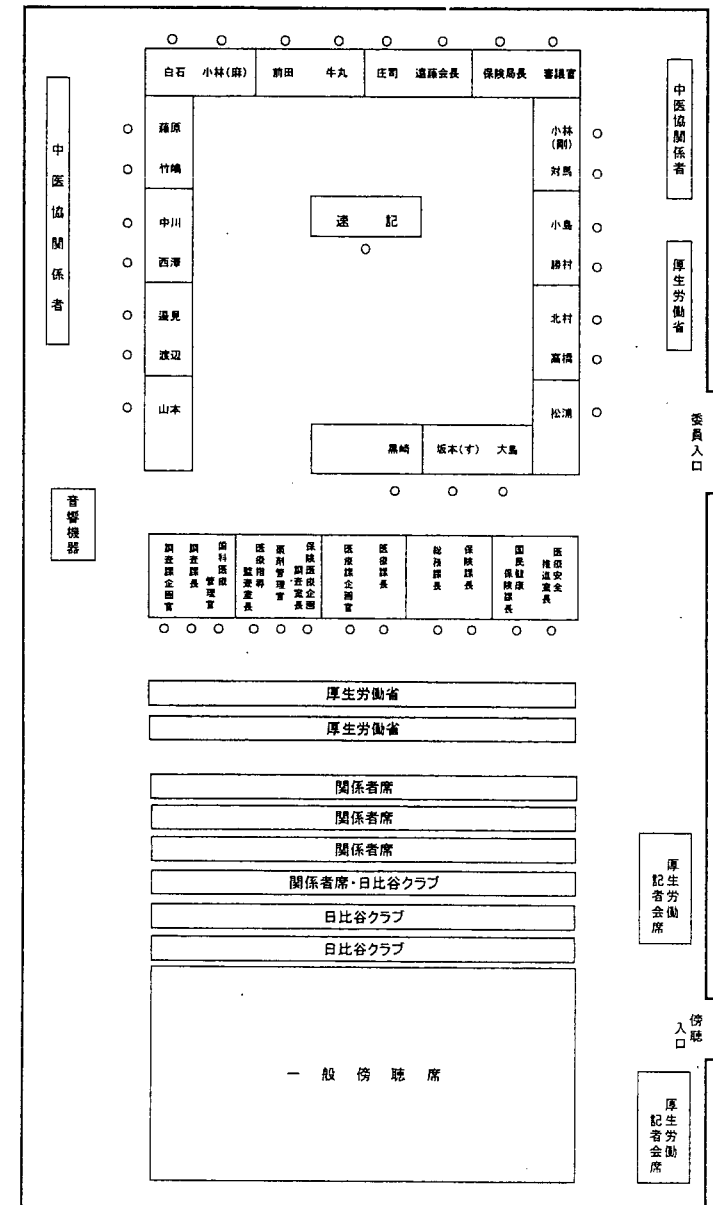 白石 小林(麻) 前田 牛丸 庄司 遠藤会長 保険局長 審議官
中医協関係者
藤原
竹嶋
中川
西澤
邉見
渡辺
山本
速記
小林(剛)
対馬
小島
勝村
北村
高橋
松浦
中医協関係者
厚生労働省
委員入口
黒崎 坂本(す) 大島
音響機器
調査課企画官
調査課長
歯科医療管理官
医療指導監査室長
薬剤管理官
保険医療企画調査室長
医療課企画官
医療課長
総務課長
保険課長
国民健康保険課長
医療安全推進室長
厚生労働省
厚生労働省
関係者席
関係者席
関係者席
関係者席・日比谷クラブ
日比谷クラブ
日比谷クラブ
厚生労働記者会席
傍聴入口
一般傍聴席
厚生労働記者会席